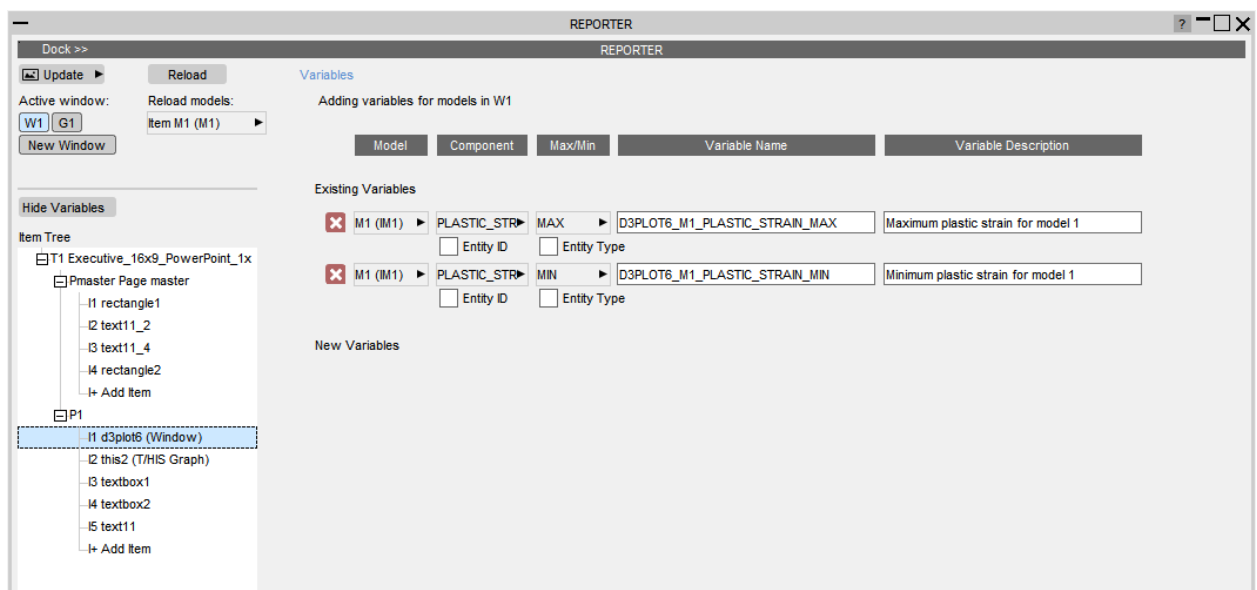 REPORTER
?
Dock >> REPORTER
Update Reload Variables
Active window: Reload models: Adding variables for models in W1
W1 G1 Item M1 (M1)
New Window Model Component Max/Min Variable Name Variable Description
Existing Variables
Hide Variables
M1 (IM1) PLASTIC_STR MAX D3PLOT6_M1_PLASTIC_STRAIN_MAX Maximum plastic strain for model 1
Entity ID Entity Type
M1 (IM1) PLASTIC_STR MIN D3PLOT6_M1_PLASTIC_STRAIN_MIN Minimum plastic strain for model 1
Entity ID Entity Type
New Variables
Item Tree
T1 Executive_16x9_PowerPoint_1x
Pmaster Page master
I1 rectangle1
I2 text11_2
I3 text11_4
I4 rectangle2
I+ Add Item
P1
I1 d3plot6 (Window)
I2 this2 (T/HIS Graph)
I3 textbox1
I4 textbox2
I5 text11
I+ Add Item